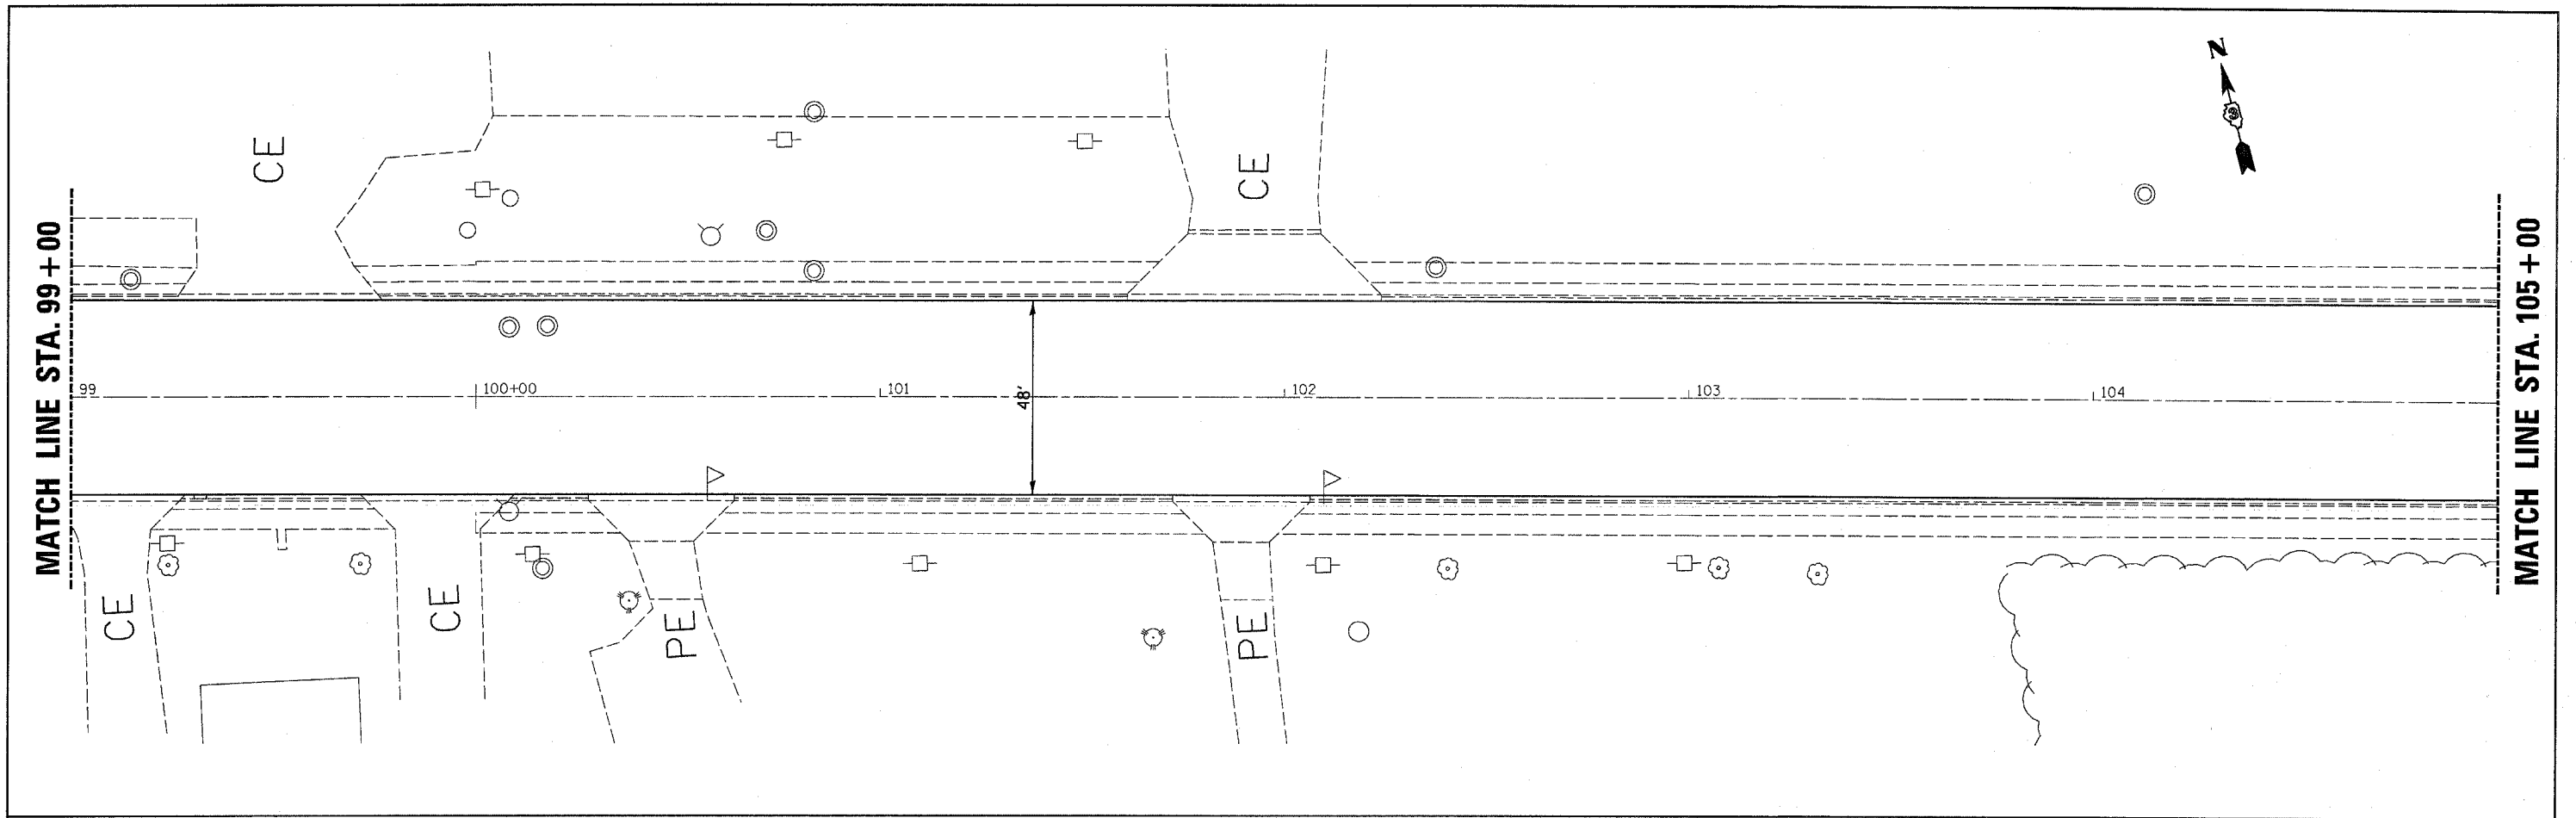 MATCH LINE STA. 99 + 00
CE
CE
N
3
99
100+00
101
102
103
104
48'
CE
CE
PE
PE
MATCH LINE STA. 105 + 00